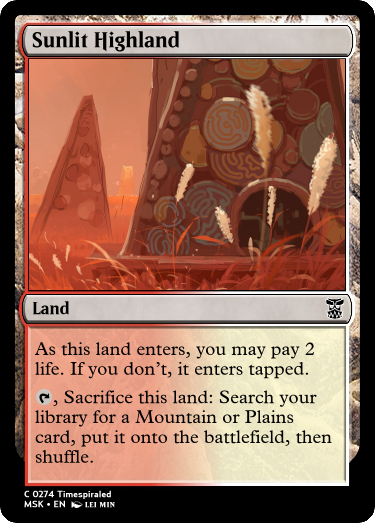 Sunlit Highland
Land
As this land enters, you may pay 2
life. If you don't, it enters tapped.
, Sacrifice this land: Search your
library for a Mountain or Plains
card, put it onto the battlefield, then
shuffle.
C 0274 Timespiraled
MSK • EN LEI MIN